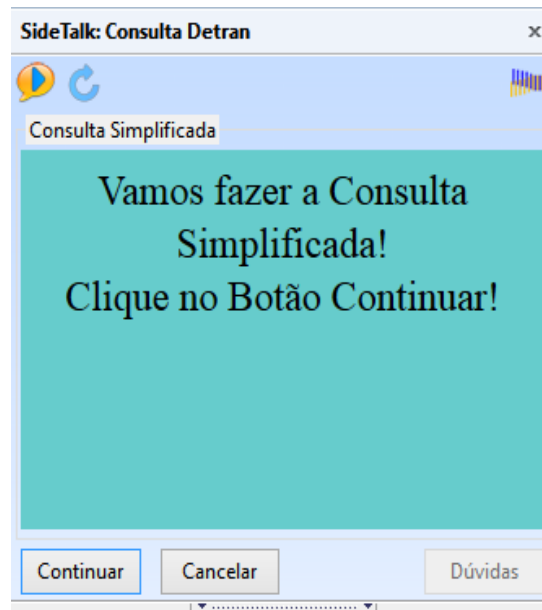 SideTalk: Consulta Detran x
Consulta Simplificada
Vamos fazer a Consulta
Simplificada!
Clique no Botão Continuar!
Continuar Cancelar Dúvidas